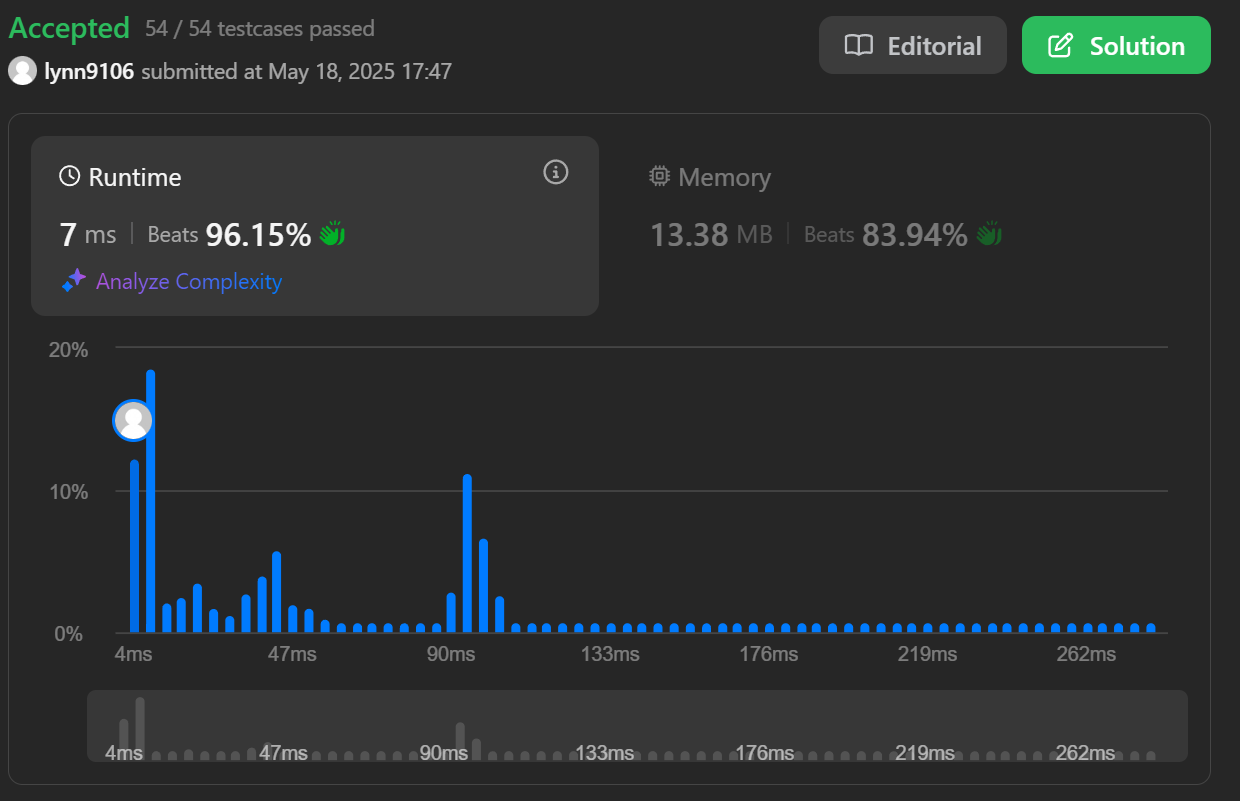 Accepted 54 / 54 testcases passed
Editorial
Solution
lynn9106 submitted at May 18, 2025 17:47
Runtime
7 ms | Beats 96.15%
Analyze Complexity
Memory
13.38 MB | Beats 83.94%
20%
10%
0%
4ms 47ms 90ms 133ms 176ms 219ms 262ms
4ms 47ms 90ms 133ms 176ms 219ms 262ms